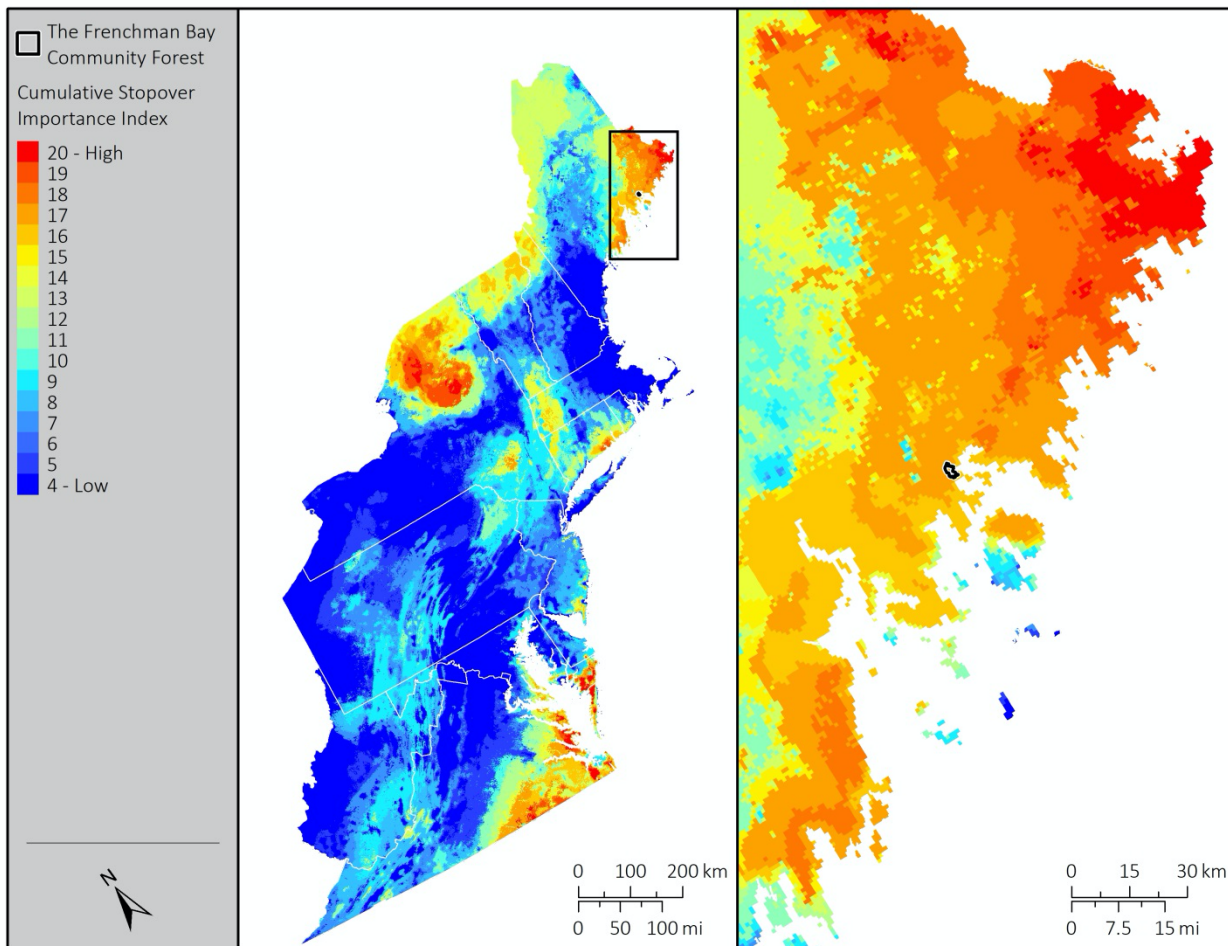 The Frenchman Bay
Community Forest
Cumulative Stopover
Importance Index
20 - High
19
18
17
16
14
13
12
11
10
9
8
7
6
5
4 - Low
N
0 100 200 km
0 50 100 mi
0 15 30 km
0 7.5 15 mi